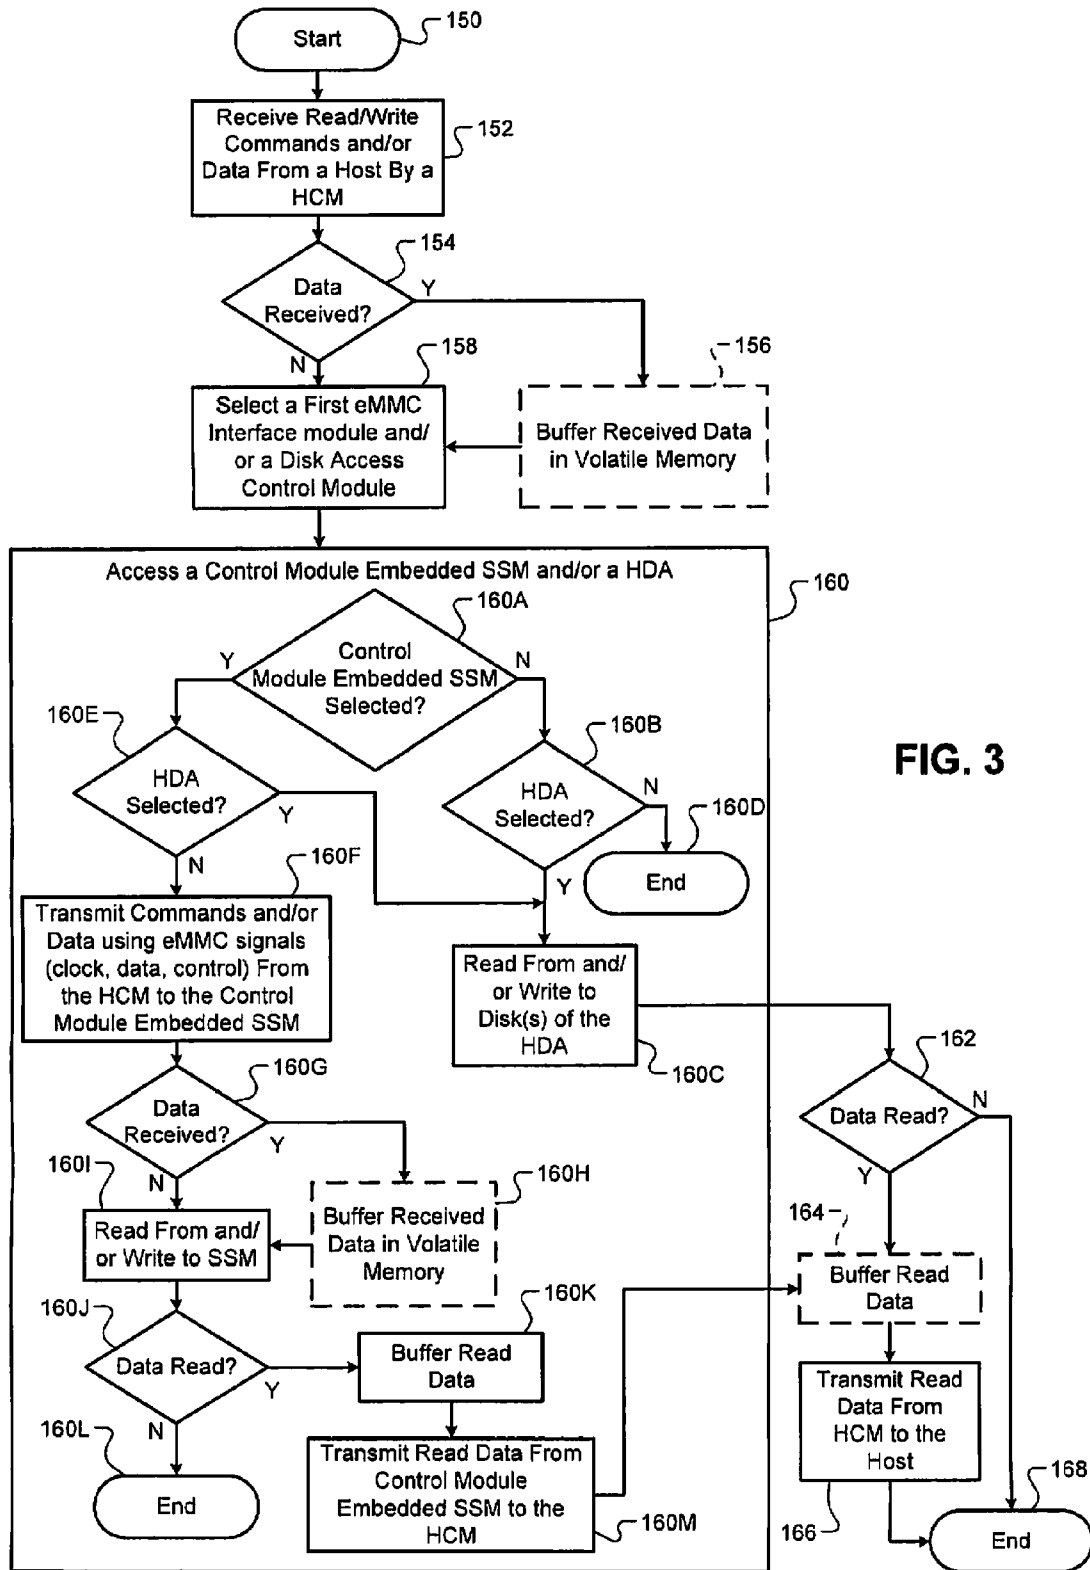 Start
150
Receive Read/Write
Commands and/or
Data From a Host By a
HCM
152
154
Data
Received?
Y
N
158
156
Select a First eMMC
Interface module and/
or a Disk Access
Control Module
Buffer Received Data
in Volatile Memory
Access a Control Module Embedded SSM and/or a HDA
160
160A
Control
Module Embedded SSM
Selected?
Y
N
160E
160B
HDA
Selected?
Y
N
HDA
Selected?
N
Y
160D
End
FIG. 3
160F
Transmit Commands and/or
Data using eMMC signals
(clock, data, control) From
the HCM to the Control
Module Embedded SSM
Read From and/
or Write to
Disk(s) of the
HDA
160C
160G
Data
Received?
Y
N
162
Data Read?
N
Y
160I
160H
Read From and/
or Write to SSM
Buffer Received
Data in Volatile
Memory
164
Buffer Read
Data
160J
160K
Data Read?
Y
N
Buffer Read
Data
Transmit Read
Data From
HCM to the
Host
166
160L
End
Transmit Read Data From
Control Module
Embedded SSM to the
HCM
160M
168
End